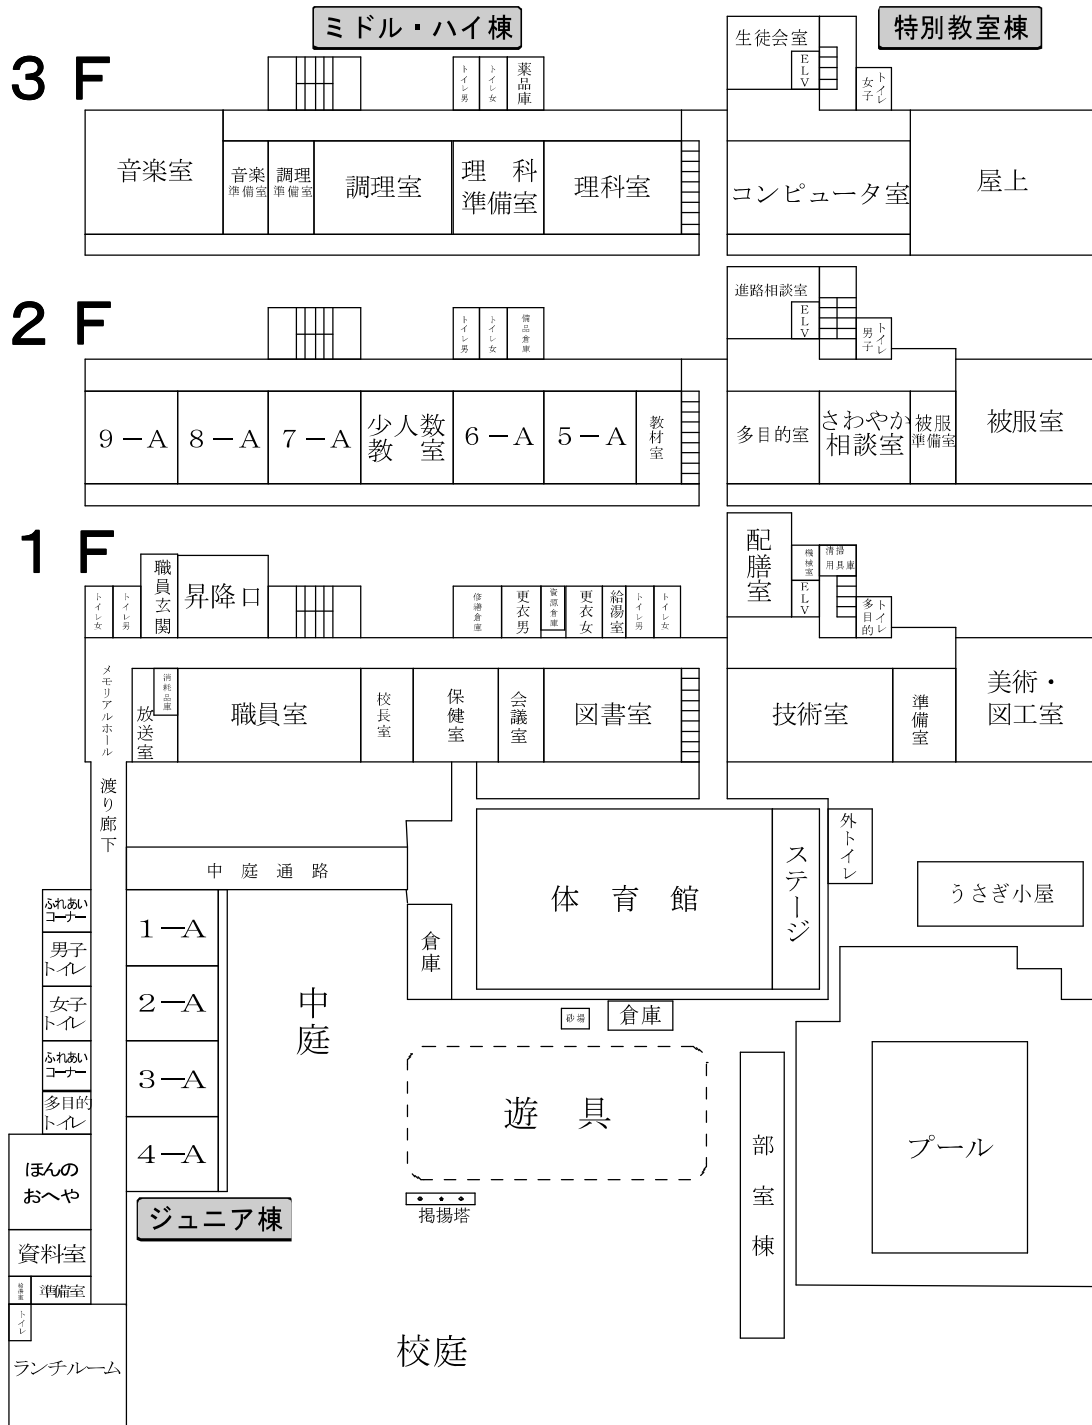 ミドル・ハイ棟
特別教室棟
3F
トイレ男
トイレ女
薬品庫
生徒会室
ELV
女子トイレ
音楽室
音楽準備室
調理準備室
調理室
理科準備室
理科室
コンピュータ室
屋上
2F
トイレ男
トイレ女
備品倉庫
進路相談室
ELV
男子トイレ
9-A
8-A
7-A
少人数教室
6-A
5-A
教材室
多目的室
さわやか相談室
被服準備室
被服室
1F
トイレ女
トイレ男
職員玄関
昇降口
修繕倉庫
更衣男
資源倉庫
更衣女
給湯室
トイレ男
トイレ女
配膳室
機械室
清掃用具庫
ELV
多目的トイレ
メモリアルホール
放送室
消耗品庫
職員室
校長室
保健室
会議室
図書室
技術室
準備室
美術・図工室
渡り廊下
中庭通路
体育館
ステージ
外トイレ
うさぎ小屋
倉庫
ふれあいコーナー
男子トイレ
女子トイレ
ふれあいコーナー
多目的トイレ
1-A
2-A
3-A
4-A
中庭
砂場
倉庫
遊具
掲揚塔
部室棟
プール
ほんのおへや
ジュニア棟
資料室
給湯室
準備室
トイレ
ランチルーム
校庭